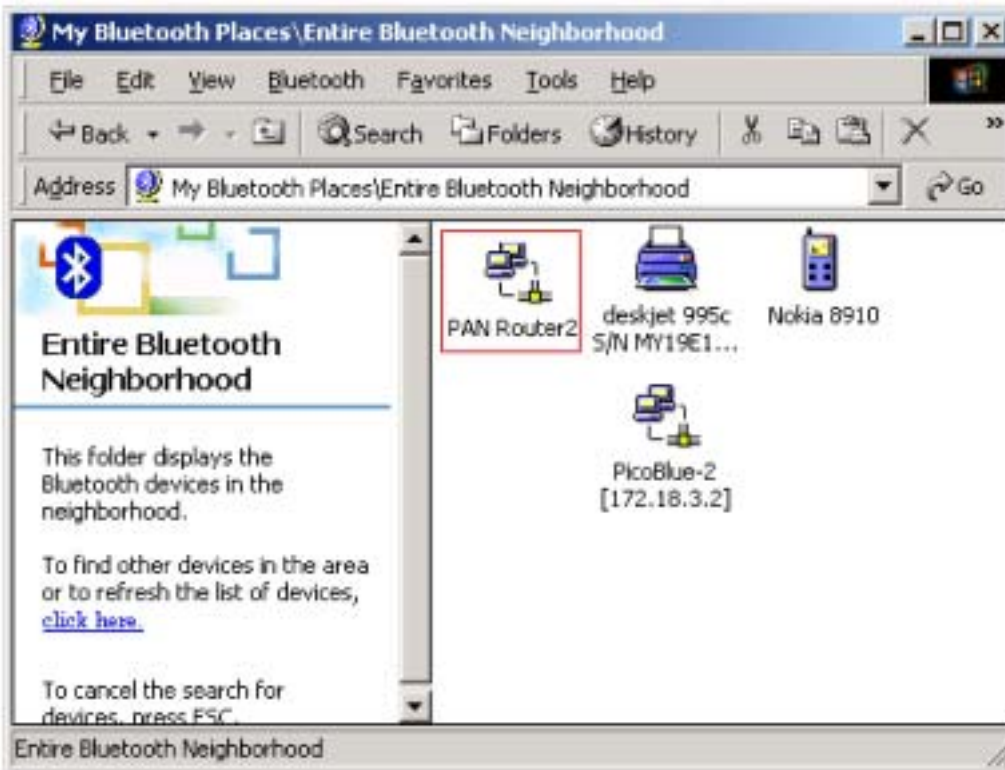 My Bluetooth Places\Entire Bluetooth Neighborhood
File Edit View Bluetooth Favorites Tools Help
Back Search Folders History »
Address My Bluetooth Places\Entire Bluetooth Neighborhood Go
Entire Bluetooth
Neighborhood
This folder displays the
Bluetooth devices in the
neighborhood.
To find other devices in the area
or to refresh the list of devices,
click here.
To cancel the search for
devices, press ESC.
PAN Router2
deskjet 995c
S/N MY19E1...
Nokia 8910
PicoBlue-2
[172.18.3.2]
Entire Bluetooth Neighborhood